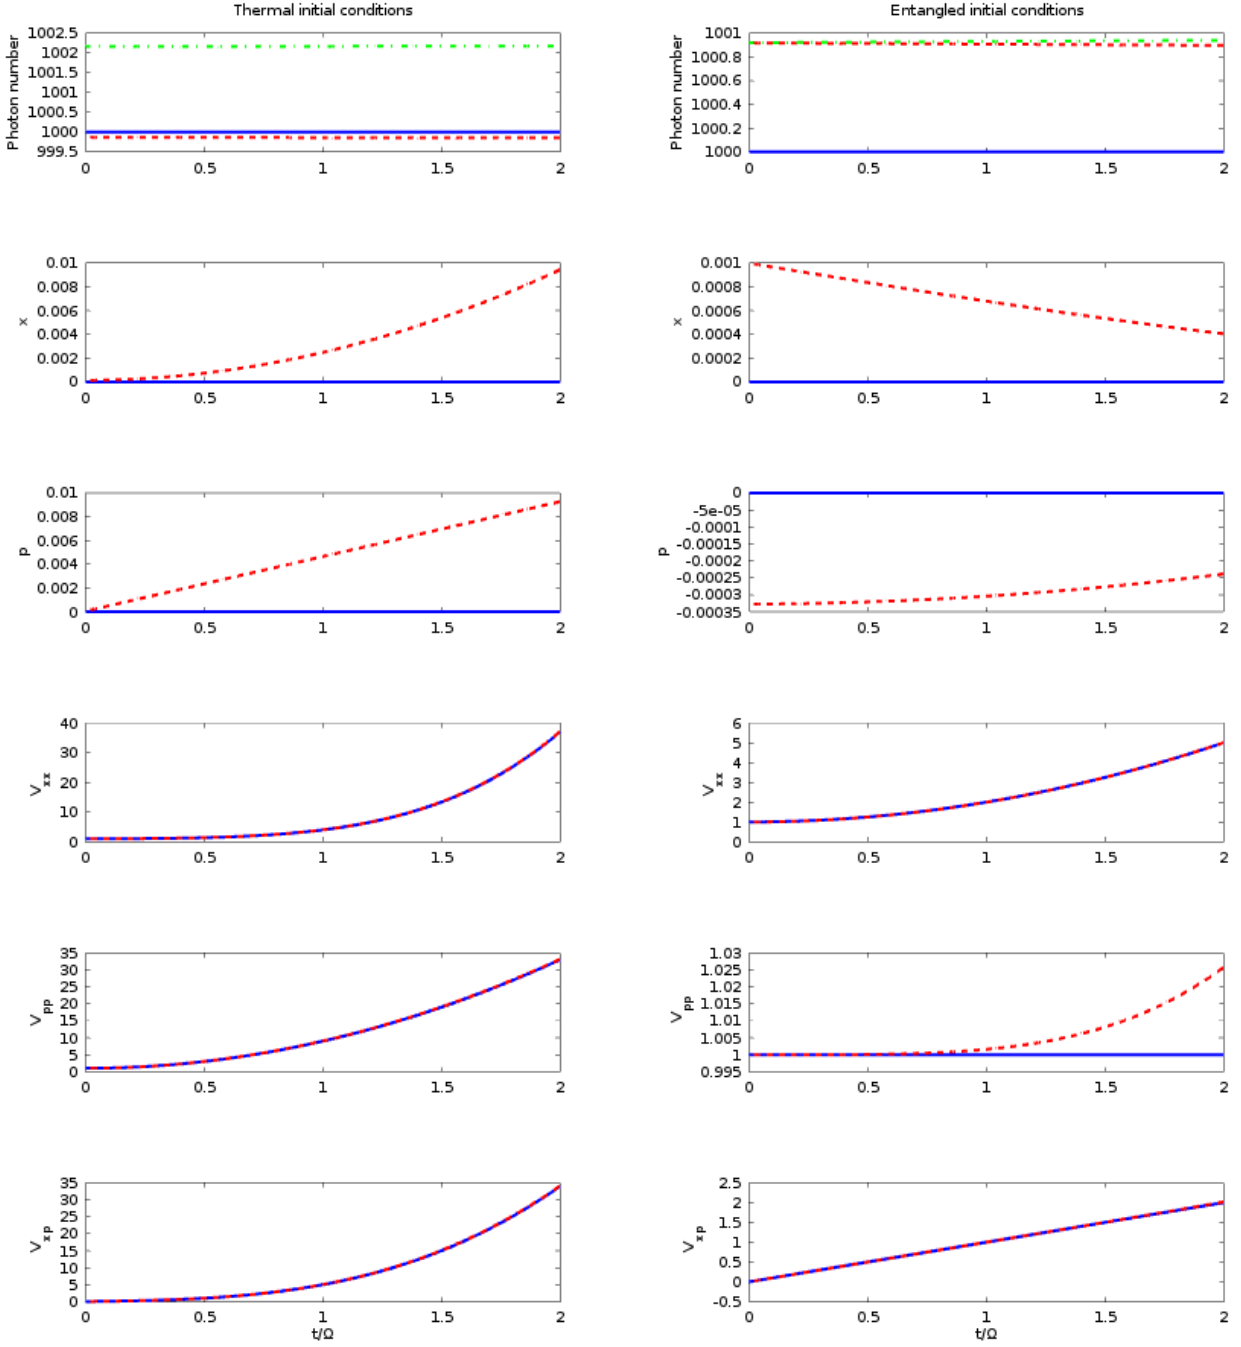 Thermal initial conditions
Photon number
1002.5
1002
1001.5
1001
1000.5
1000
999.5
0 0.5 1 1.5 2
x
0.01
0.008
0.006
0.004
0.002
0
0 0.5 1 1.5 2
p
0.01
0.008
0.006
0.004
0.002
0
0 0.5 1 1.5 2
V_xx
40
30
20
10
0
0 0.5 1 1.5 2
V_pp
35
30
25
20
15
10
5
0
0 0.5 1 1.5 2
V_xp
35
30
25
20
15
10
5
0
0 0.5 1 1.5 2
t/Ω
Entangled initial conditions
Photon number
1001
1000.8
1000.6
1000.4
1000.2
1000
0 0.5 1 1.5 2
x
0.001
0.0008
0.0006
0.0004
0.0002
0
0 0.5 1 1.5 2
p
0
-5e-05
-0.0001
-0.00015
-0.0002
-0.00025
-0.0003
-0.00035
0 0.5 1 1.5 2
V_xx
6
5
4
3
2
1
0
0 0.5 1 1.5 2
V_pp
1.03
1.025
1.02
1.015
1.01
1.005
1
0.995
0 0.5 1 1.5 2
V_xp
2.5
2
1.5
1
0.5
0
-0.5
0 0.5 1 1.5 2
t/Ω